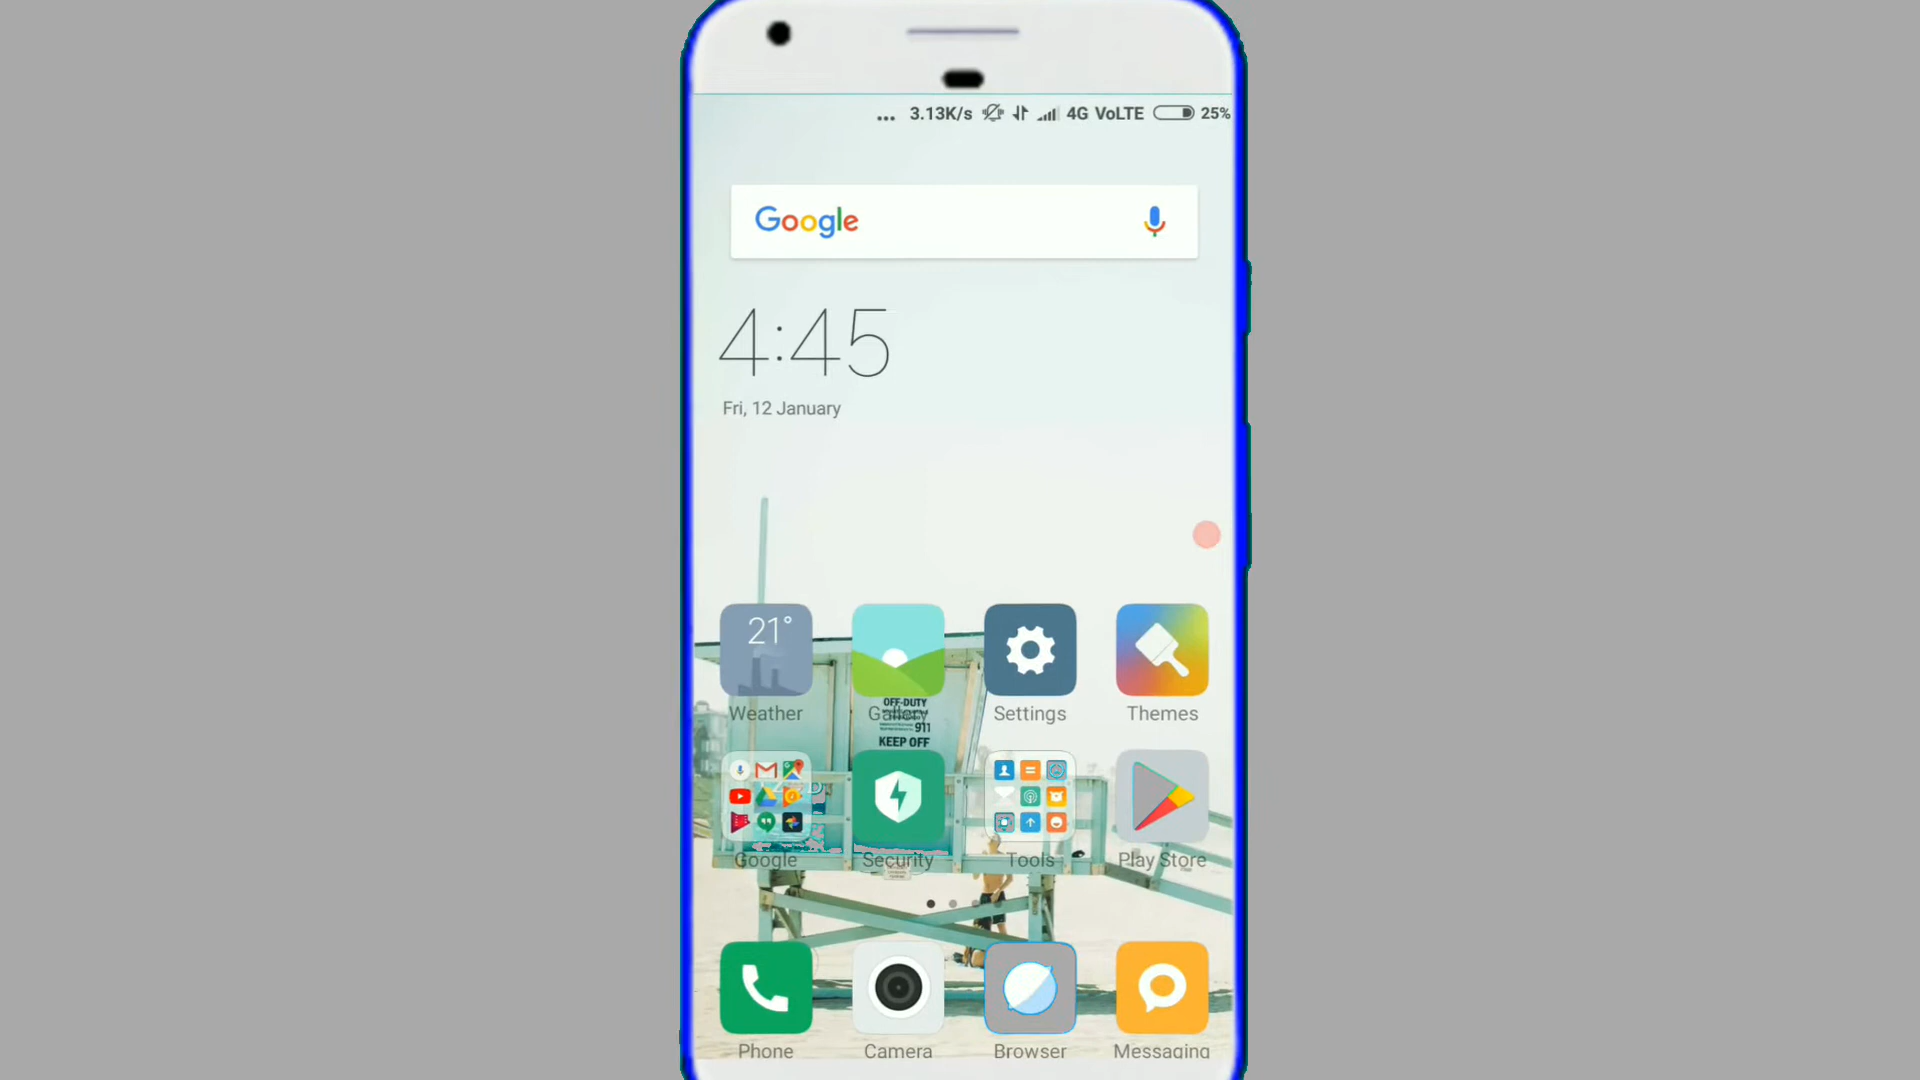 ... 3.13K/s 4G VoLTE 25%
Google
4:45
Fri, 12 January
21°
Weather Gallery Settings Themes
OFF-DUTY
911
KEEP OFF
Google Security Tools Play Store
Phone Camera Browser Messaging